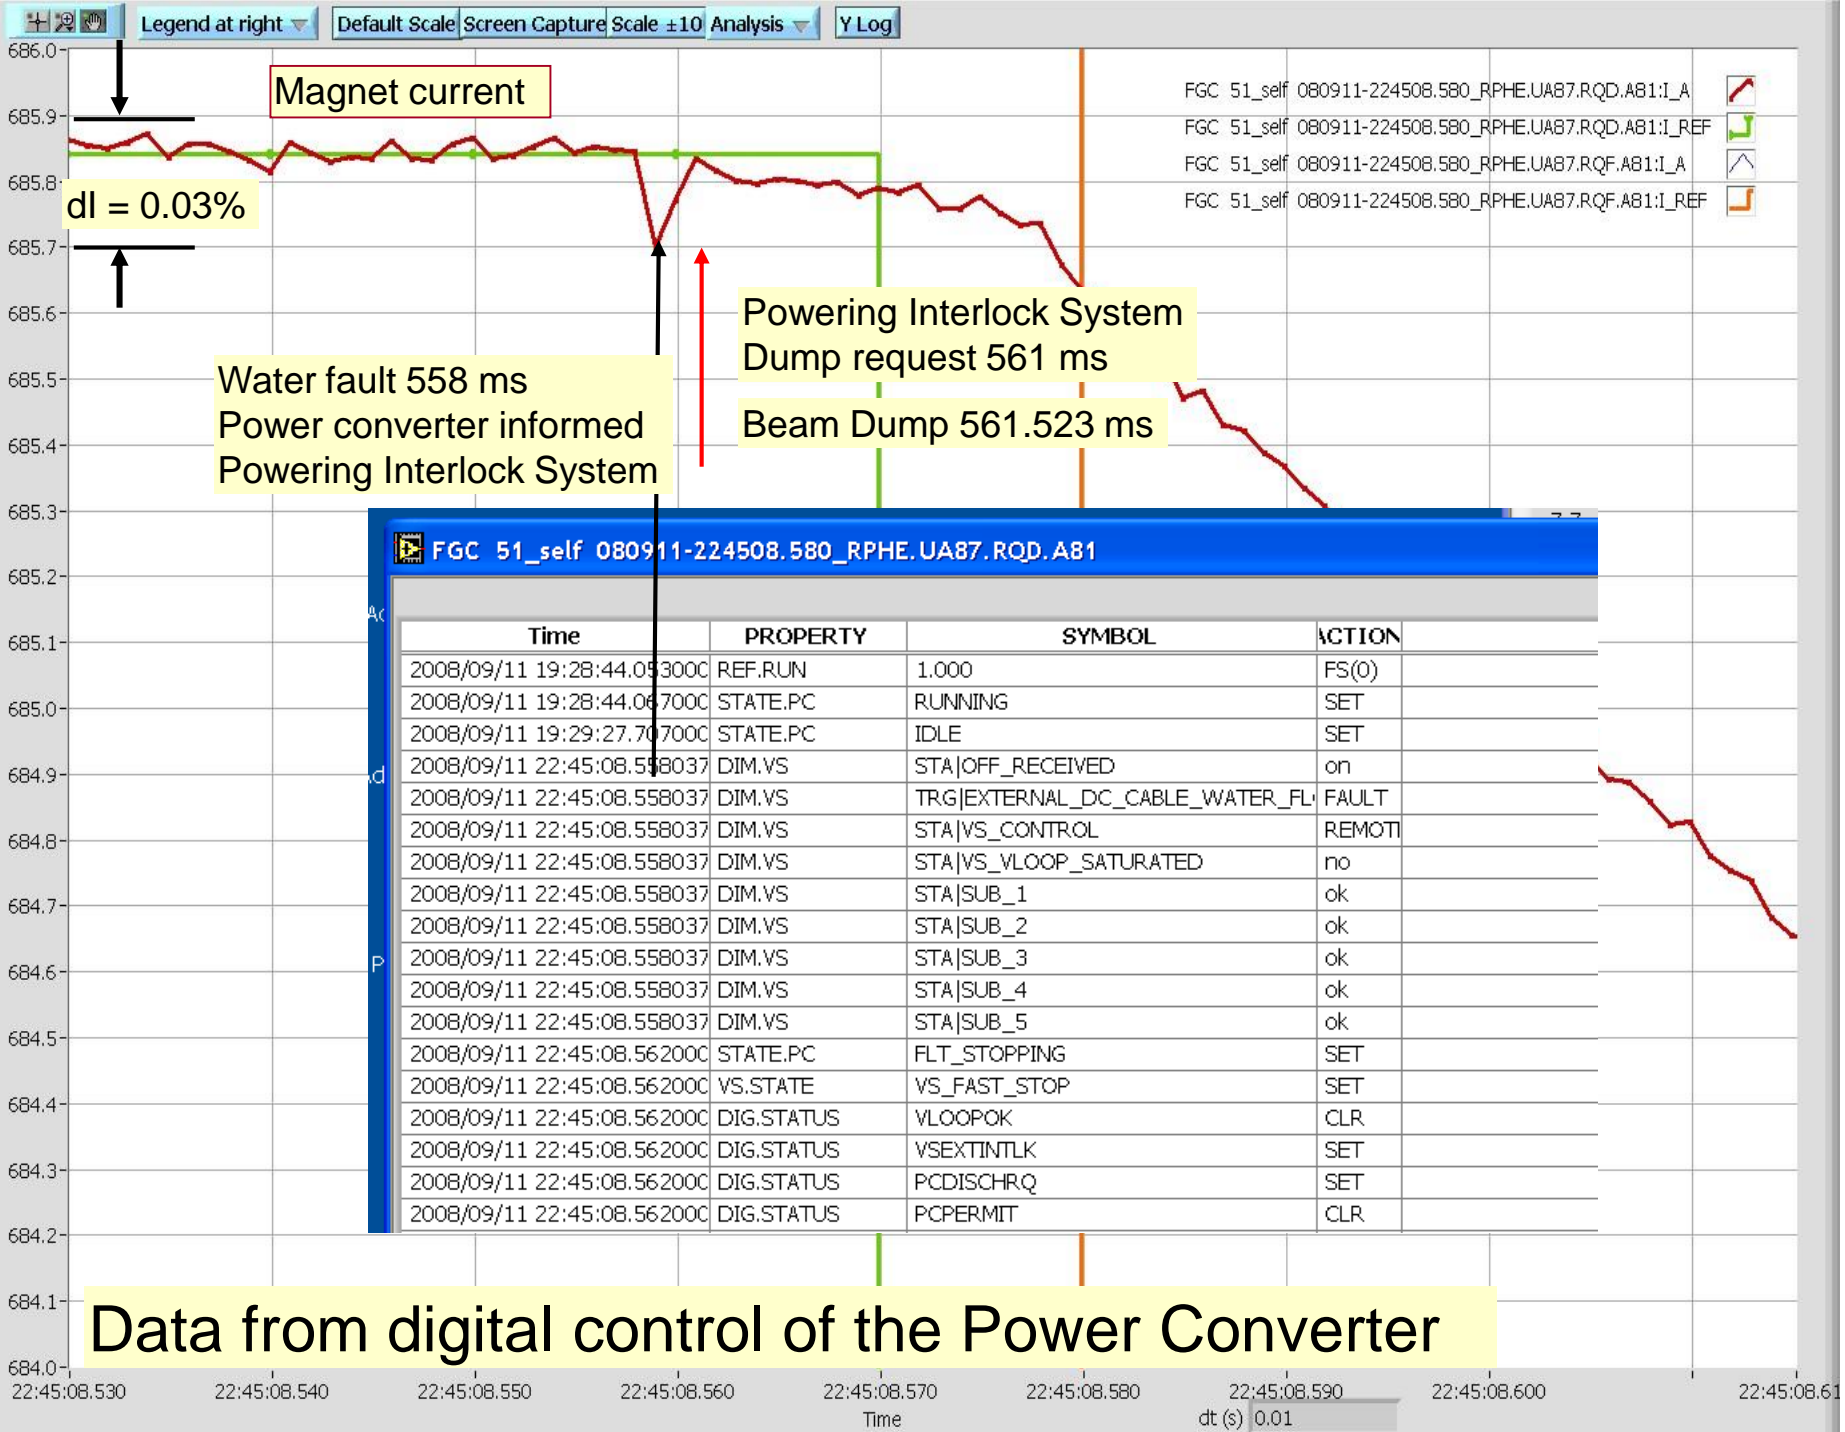 Legend at right Default Scale Screen Capture Scale ±10 Analysis Y Log
686.0
685.9
685.8
685.7
685.6
685.5
685.4
685.3
685.2
685.1
685.0
684.9
684.8
684.7
684.6
684.5
684.4
684.3
684.2
684.1
684.0
Magnet current
dI = 0.03%
FGC 51_self 080911-224508.580_RPHE.UA87.RQD.A81:I_A
FGC 51_self 080911-224508.580_RPHE.UA87.RQD.A81:I_REF
FGC 51_self 080911-224508.580_RPHE.UA87.RQF.A81:I_A
FGC 51_self 080911-224508.580_RPHE.UA87.RQF.A81:I_REF
Powering Interlock System
Dump request 561 ms
Beam Dump 561.523 ms
Water fault 558 ms
Power converter informed
Powering Interlock System
FGC 51_self 080911-224508.580_RPHE.UA87.RQD.A81
Time PROPERTY SYMBOL ACTION
2008/09/11 19:28:44.053000 REF.RUN 1.000 FS(0)
2008/09/11 19:28:44.067000 STATE.PC RUNNING SET
2008/09/11 19:29:27.707000 STATE.PC IDLE SET
2008/09/11 22:45:08.558037 DIM.VS STA|OFF_RECEIVED on
2008/09/11 22:45:08.558037 DIM.VS TRG|EXTERNAL_DC_CABLE_WATER_FL FAULT
2008/09/11 22:45:08.558037 DIM.VS STA|VS_CONTROL REMOT
2008/09/11 22:45:08.558037 DIM.VS STA|VS_VLOOP_SATURATED no
2008/09/11 22:45:08.558037 DIM.VS STA|SUB_1 ok
2008/09/11 22:45:08.558037 DIM.VS STA|SUB_2 ok
2008/09/11 22:45:08.558037 DIM.VS STA|SUB_3 ok
2008/09/11 22:45:08.558037 DIM.VS STA|SUB_4 ok
2008/09/11 22:45:08.558037 DIM.VS STA|SUB_5 ok
2008/09/11 22:45:08.562000 STATE.PC FLT_STOPPING SET
2008/09/11 22:45:08.562000 VS.STATE VS_FAST_STOP SET
2008/09/11 22:45:08.562000 DIG.STATUS VLOOPOK CLR
2008/09/11 22:45:08.562000 DIG.STATUS VSEXTINTLK SET
2008/09/11 22:45:08.562000 DIG.STATUS PCDISCHRQ SET
2008/09/11 22:45:08.562000 DIG.STATUS PCPERMIT CLR
Data from digital control of the Power Converter
22:45:08.530 22:45:08.540 22:45:08.550 22:45:08.560 22:45:08.570 22:45:08.580 22:45:08.590 22:45:08.600 22:45:08.61
Time dt (s) 0.01